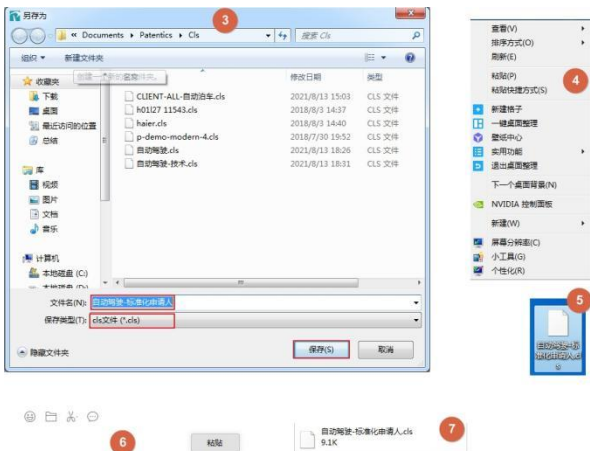 另存为
3
« Documents ▸ Patentics ▸ Cls
搜索 Cls
组织 ▾ 新建文件夹
收藏夹
下载
桌面
最近访问的位置
总结
库
视频
图片
文档
音乐
计算机
本地磁盘 (C:)
修改日期 类型
CLIENT-ALL-自动泊车.cls 2021/8/13 15:03 CLS 文件
h01l27 11543.cls 2018/8/3 14:37 CLS 文件
haier.cls 2018/8/3 14:40 CLS 文件
p-demo-modern-4.cls 2018/7/30 19:52 CLS 文件
自动驾驶.cls 2021/8/13 18:26 CLS 文件
自动驾驶-技术.cls 2021/8/13 18:31 CLS 文件
文件名(N): 自动驾驶-标准化申请人
保存类型(T): cls文件 (*.cls)
隐藏文件夹
保存(S) 取消
查看(V)
排序方式(O)
刷新(E)
粘贴(P)
粘贴快捷方式(S)
4
新建格子
一键桌面整理
壁纸中心
实用功能
退出桌面整理
下一个桌面背景(N)
NVIDIA 控制面板
新建(W)
屏幕分辨率(C)
小工具(G)
个性化(R)
5
自动驾驶-标
准化申请人.cl
s
6
粘贴
自动驾驶-标准化申请人.cls
9.1K
7